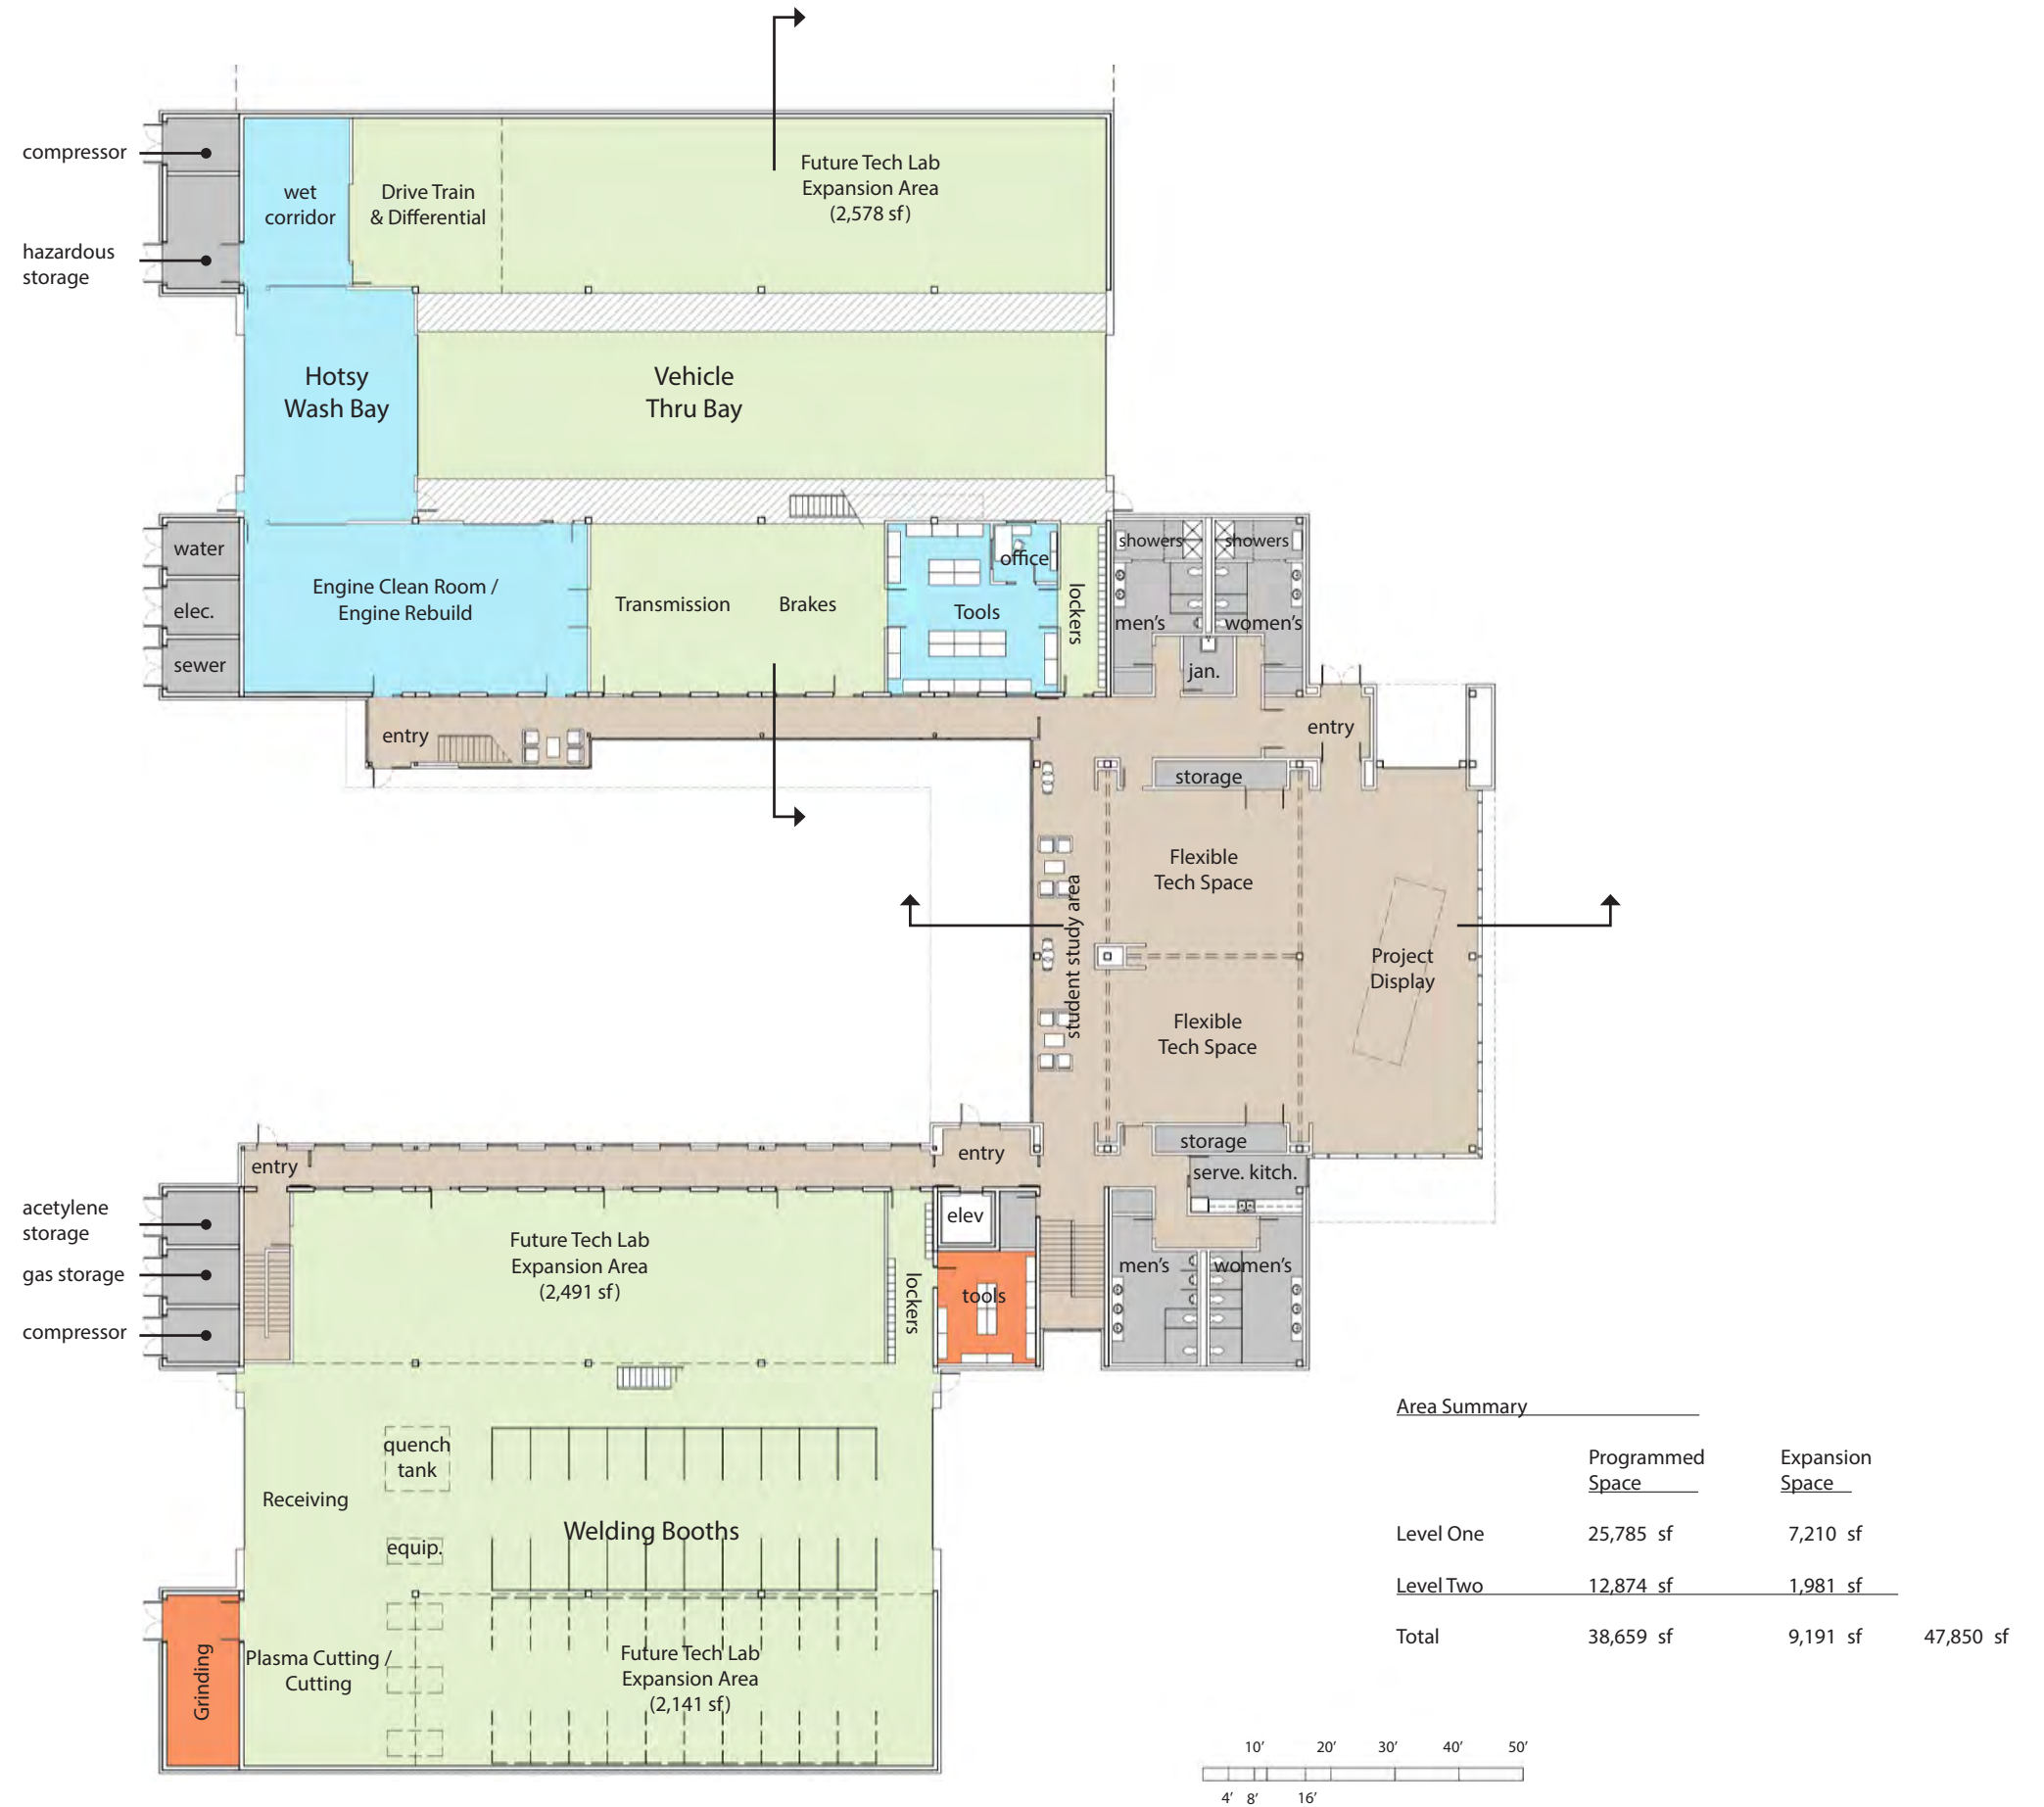 compressor
hazardous
storage
wet
corridor
Drive Train
& Differential
Future Tech Lab
Expansion Area
(2,578 sf)
Hotsy
Wash Bay
Vehicle
Thru Bay
water
elec.
sewer
Engine Clean Room /
Engine Rebuild
Transmission
Brakes
office
Tools
lockers
showers
showers
men’s
women’s
jan.
entry
entry
storage
Flexible
Tech Space
student study area
Project
Display
Flexible
Tech Space
storage
serve. kitch.
entry
entry
acetylene
storage
gas storage
compressor
Future Tech Lab
Expansion Area
(2,491 sf)
lockers
elev
tools
men’s
women’s
quench
tank
Receiving
Welding Booths
equip.
Grinding
Plasma Cutting /
Cutting
Future Tech Lab
Expansion Area
(2,141 sf)
Area Summary
Programmed
Space
Expansion
Space
Level One 25,785 sf 7,210 sf
Level Two 12,874 sf 1,981 sf
Total 38,659 sf 9,191 sf 47,850 sf
10’ 20’ 30’ 40’ 50’
4’ 8’ 16’